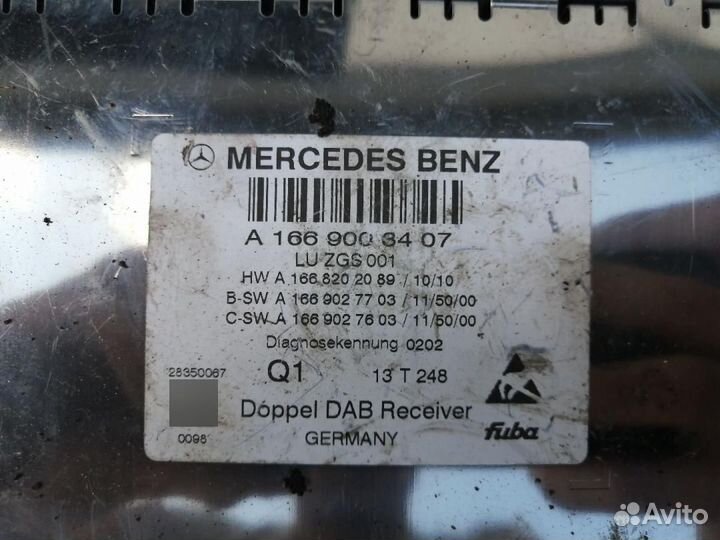 MERCEDES BENZ
A 166 900 34 07
LU ZGS 001
HW A 166 820 20 89 / 10/10
B-SW A 166 902 77 03 / 11/50/00
C-SW A 166 902 76 03 / 11/50/00
Diagnosekennung 0202
28350067
Q1 13 T 248
0098
Doppel DAB Receiver
GERMANY
fuba
Avito